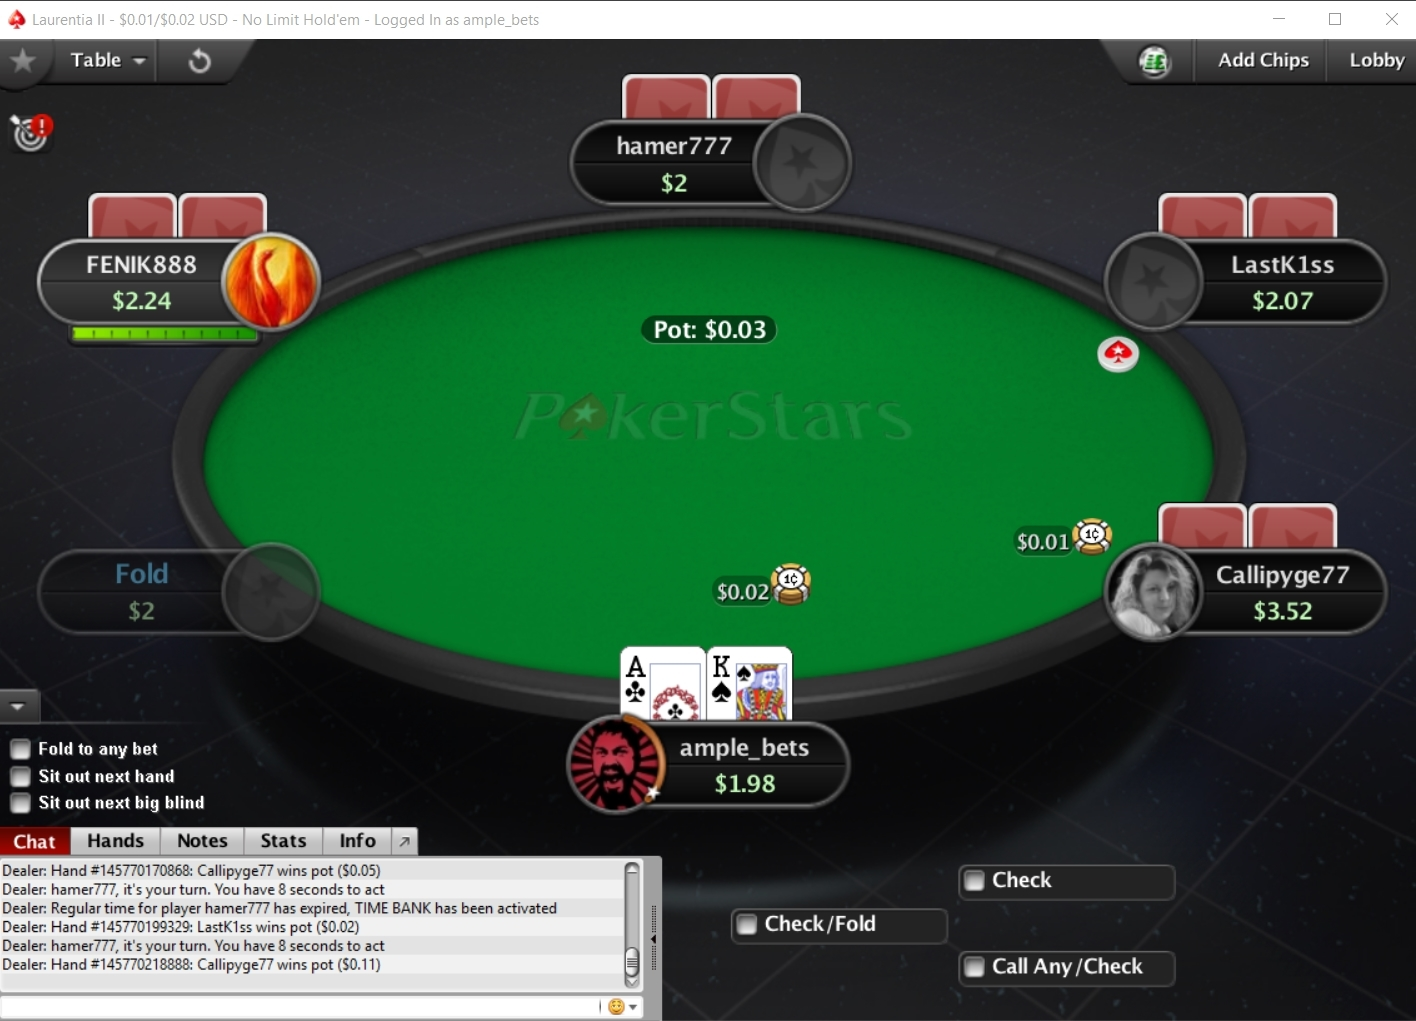 Laurentia II - $0.01/$0.02 USD - No Limit Hold'em - Logged In as ample_bets
Table
Add Chips
Lobby
hamer777
$2
FENIK888
$2.24
LastK1ss
$2.07
Pot: $0.03
PokerStars
$0.01
1¢
Fold
$2
$0.02
1¢
Callipyge77
$3.52
A
K
ample_bets
$1.98
Fold to any bet
Sit out next hand
Sit out next big blind
Chat
Hands
Notes
Stats
Info
Dealer: Hand #145770170868: Callipyge77 wins pot ($0.05)
Dealer: hamer777, it's your turn. You have 8 seconds to act
Dealer: Regular time for player hamer777 has expired, TIME BANK has been activated
Dealer: Hand #145770199329: LastK1ss wins pot ($0.02)
Dealer: hamer777, it's your turn. You have 8 seconds to act
Dealer: Hand #145770218888: Callipyge77 wins pot ($0.11)
Check
Check/Fold
Call Any/Check